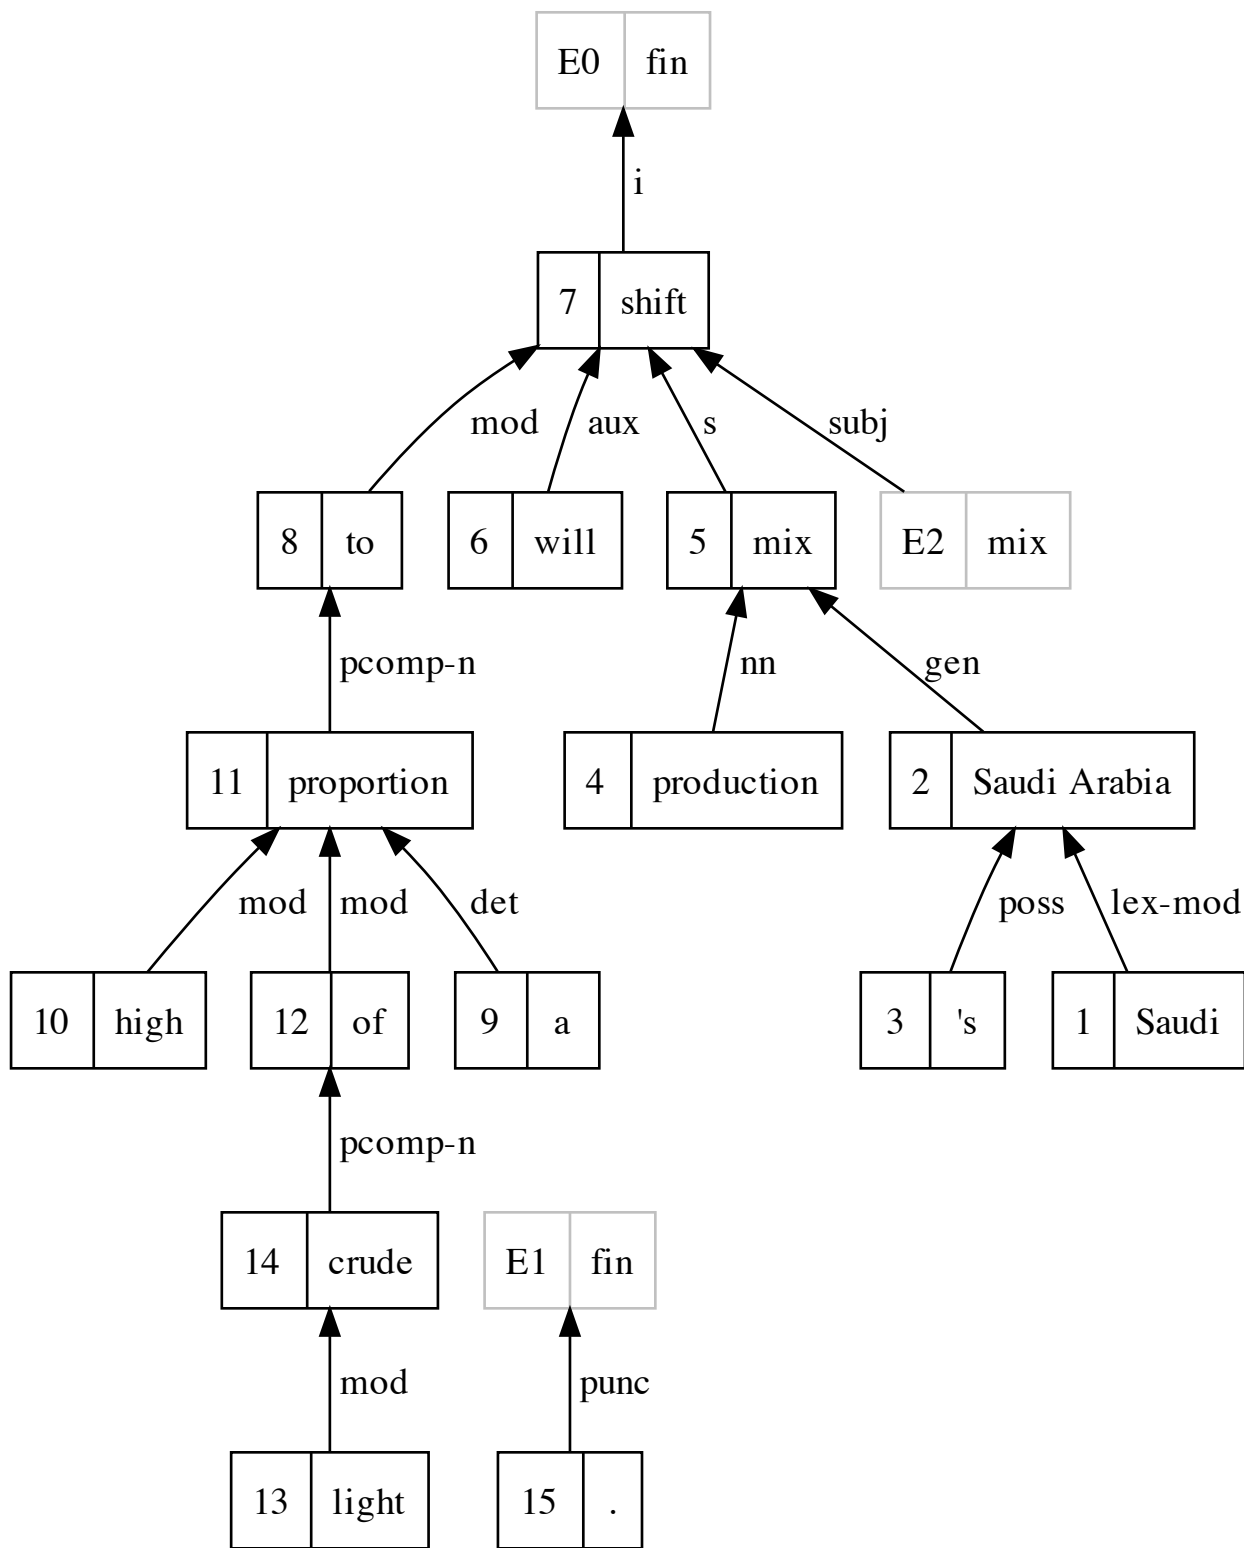 E0 fin
i
7 shift
mod aux s subj
8 to 6 will 5 mix E2 mix
pcomp-n nn gen
11 proportion 4 production 2 Saudi Arabia
mod mod det poss lex-mod
10 high 12 of 9 a 3 's 1 Saudi
pcomp-n
14 crude E1 fin
mod punc
13 light 15 .